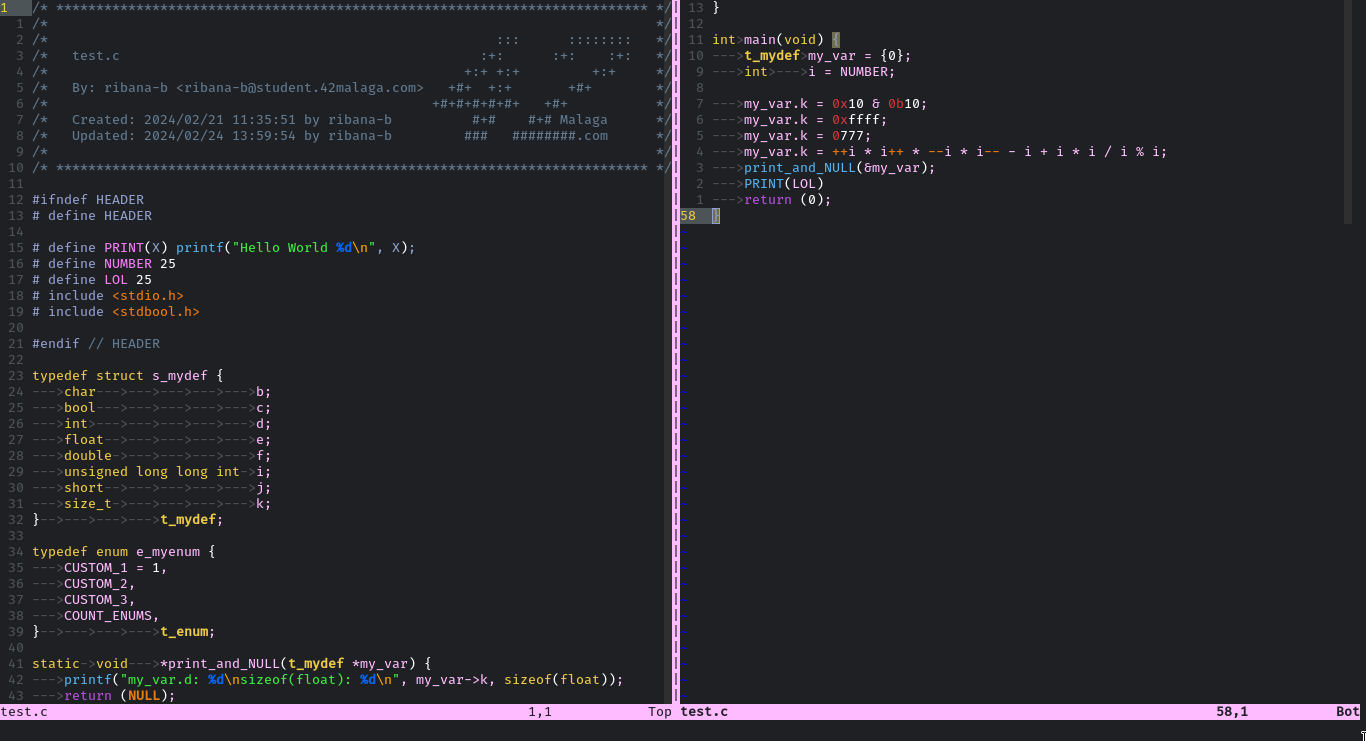 1 /* ************************************************************************** */
1 /*                                                                            */
2 /*                                                        :::      ::::::::   */
3 /*   test.c                                             :+:      :+:    :+:   */
4 /*                                                    +:+ +:+         +:+     */
5 /*   By: ribana-b <ribana-b@student.42malaga.com>   +#+  +:+       +#+        */
6 /*                                                +#+#+#+#+#+   +#+           */
7 /*   Created: 2024/02/21 11:35:51 by ribana-b          #+#    #+# Malaga      */
8 /*   Updated: 2024/02/24 13:59:54 by ribana-b         ###   ########.com      */
9 /*                                                                            */
10 /* ************************************************************************** */
11
12 #ifndef HEADER
13 # define HEADER
14
15 # define PRINT(X) printf("Hello World %d\n", X);
16 # define NUMBER 25
17 # define LOL 25
18 # include <stdio.h>
19 # include <stdbool.h>
20
21 #endif // HEADER
22
23 typedef struct s_mydef {
24 --->char--->--->--->--->--->b;
25 --->bool--->--->--->--->--->c;
26 --->int>--->--->--->--->--->d;
27 --->float-->--->--->--->--->e;
28 --->double->--->--->--->--->f;
29 --->unsigned long long int->i;
30 --->short-->--->--->--->--->j;
31 --->size_t->--->--->--->--->k;
32 }-->--->--->--->t_mydef;
33
34 typedef enum e_myenum {
35 --->CUSTOM_1 = 1,
36 --->CUSTOM_2,
37 --->CUSTOM_3,
38 --->COUNT_ENUMS,
39 }-->--->--->--->t_enum;
40
41 static->void--->*print_and_NULL(t_mydef *my_var) {
42 --->printf("my_var.d: %d\nsizeof(float): %d\n", my_var->k, sizeof(float));
43 --->return (NULL);
test.c 1,1 Top
13 }
12
11 int>main(void) {
10 --->t_mydef>my_var = {0};
9 --->int>--->i = NUMBER;
8
7 --->my_var.k = 0x10 & 0b10;
6 --->my_var.k = 0xffff;
5 --->my_var.k = 0777;
4 --->my_var.k = ++i * i++ * --i * i-- - i + i * i / i % i;
3 --->print_and_NULL(&my_var);
2 --->PRINT(LOL)
1 --->return (0);
58 }
test.c 58,1 Bot